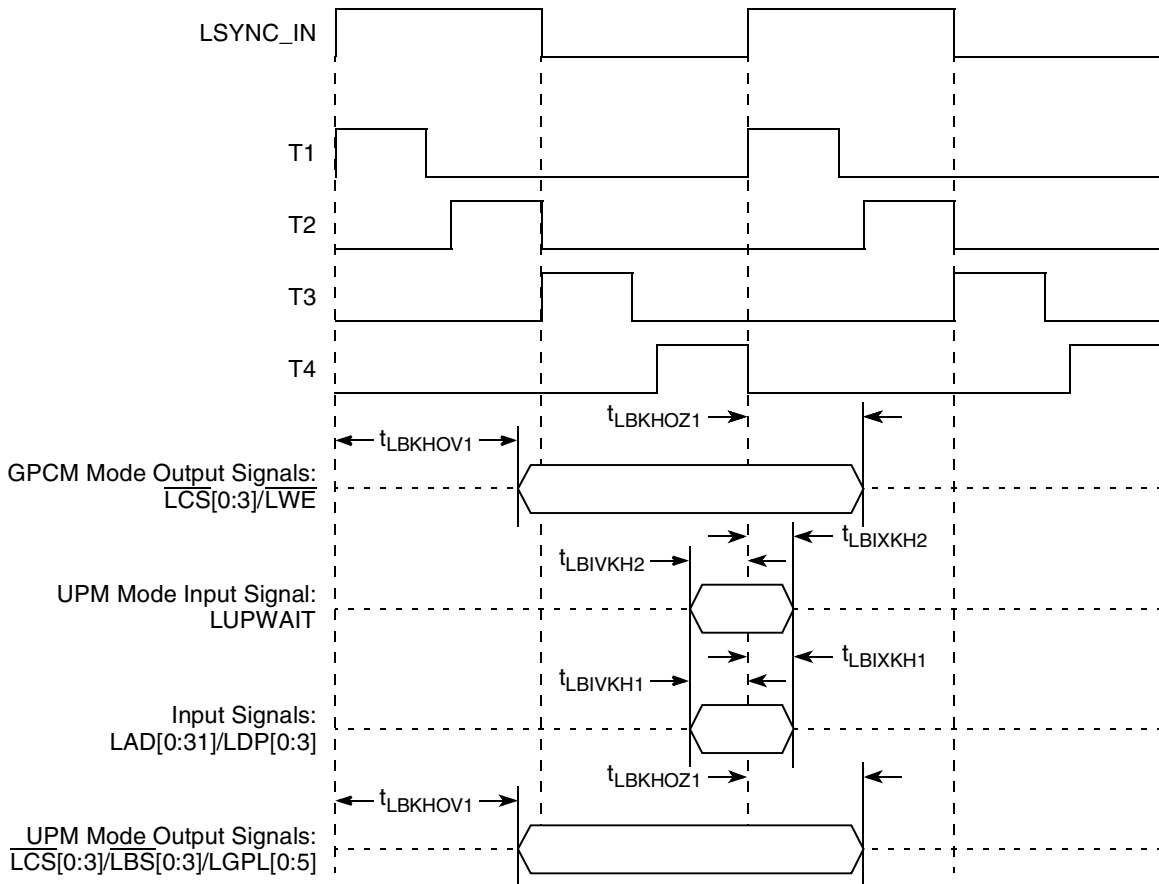 LSYNC_IN
T1
T2
T3
T4
tLBKHOZ1
tLBKHOV1
GPCM Mode Output Signals:
LCS[0:3]/LWE
tLBIXKH2
tLBIVKH2
UPM Mode Input Signal:
LUPWAIT
tLBIXKH1
tLBIVKH1
Input Signals:
LAD[0:31]/LDP[0:3]
tLBKHOZ1
tLBKHOV1
UPM Mode Output Signals:
LCS[0:3]/LBS[0:3]/LGPL[0:5]